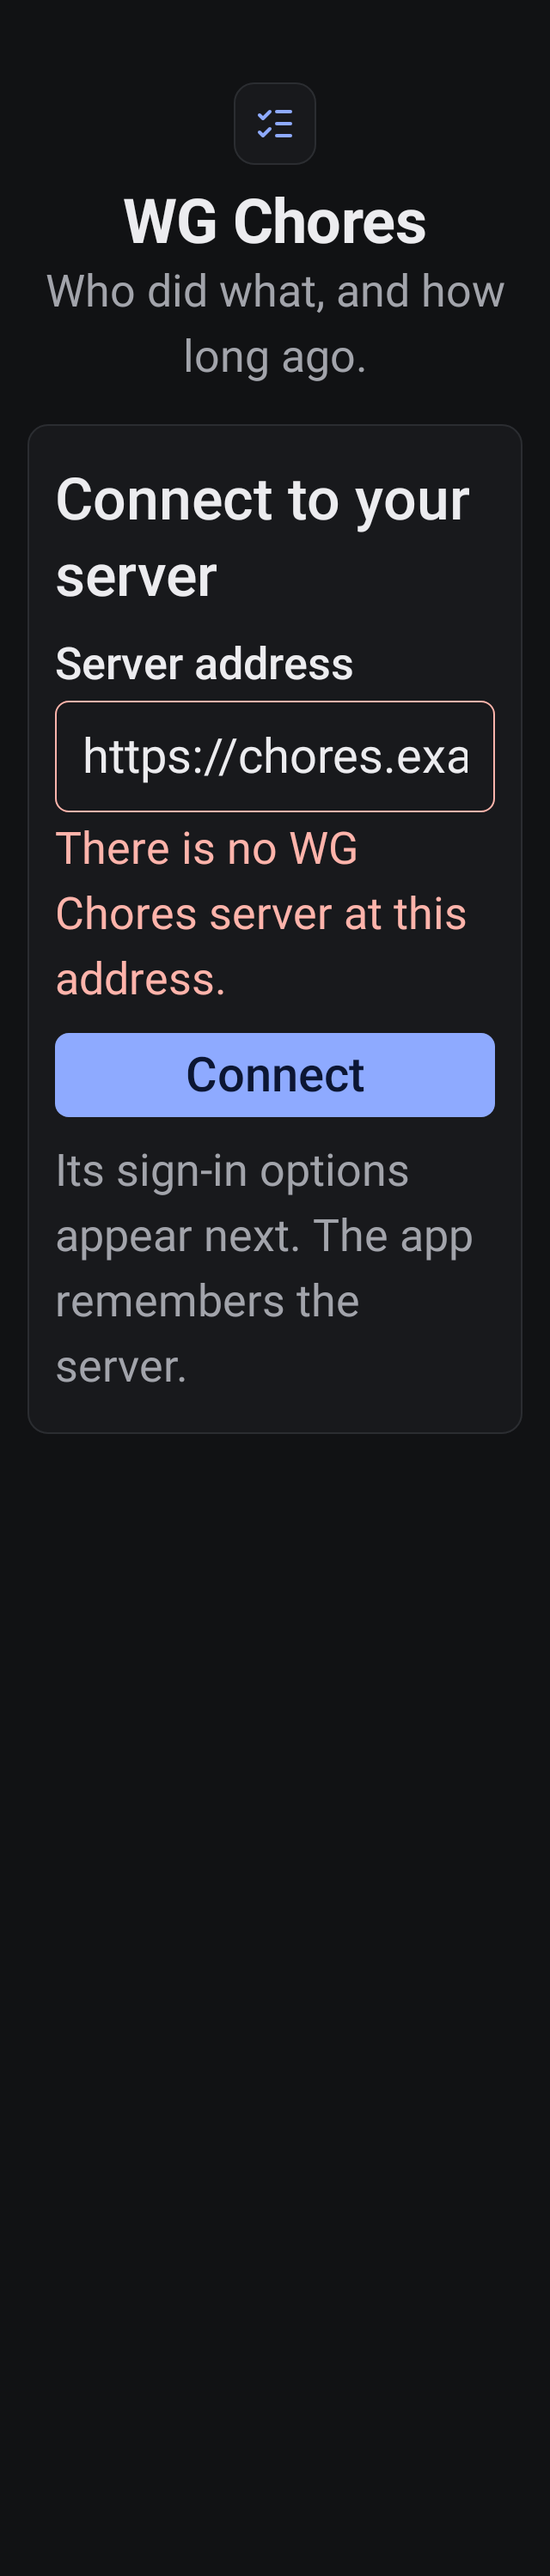 WG Chores
Who did what, and how
long ago.
Connect to your
server
Server address
https://chores.exa
There is no WG
Chores server at this
address.
Connect
Its sign-in options
appear next. The app
remembers the
server.